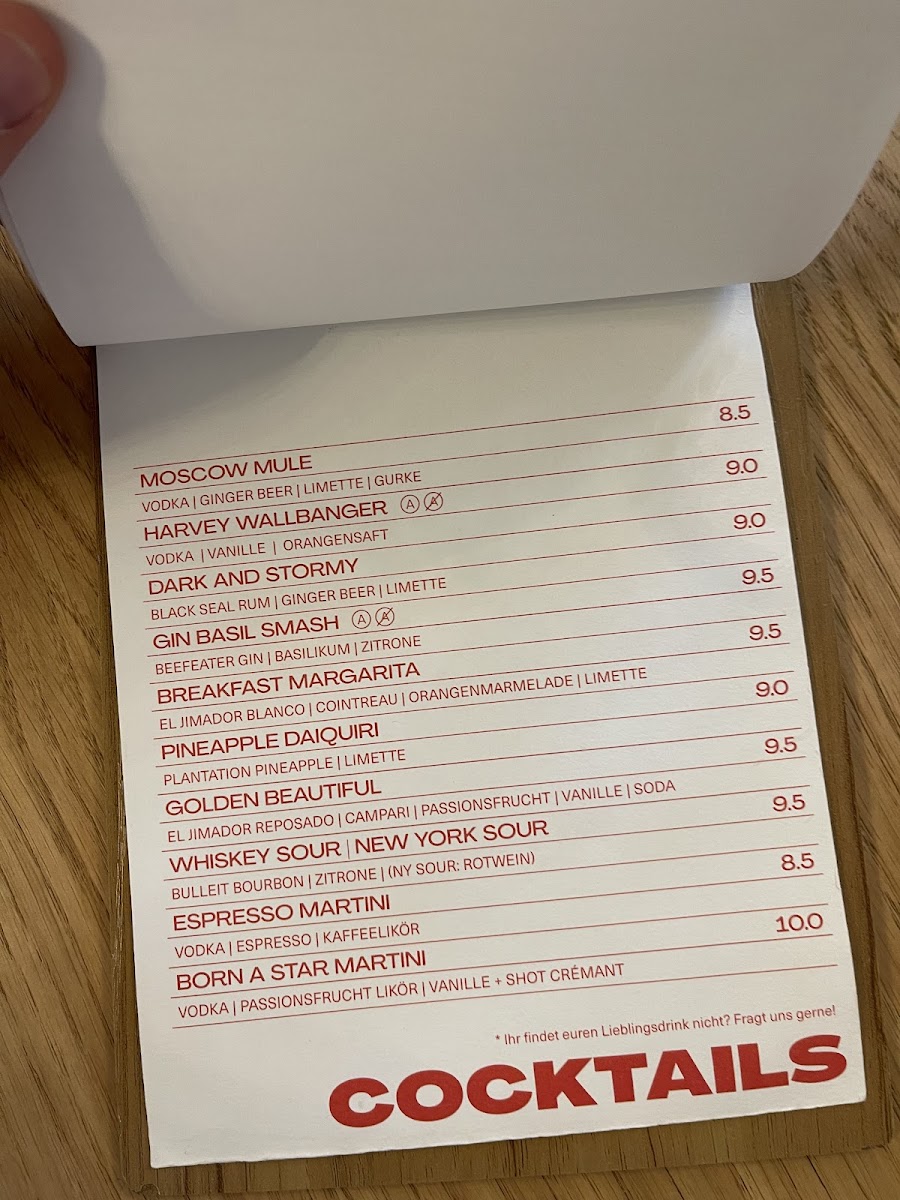 MOSCOW MULE 8.5
VODKA | GINGER BEER | LIMETTE | GURKE
HARVEY WALLBANGER Ⓐ Ⓐ 9.0
VODKA | VANILLE | ORANGENSAFT
DARK AND STORMY 9.0
BLACK SEAL RUM | GINGER BEER | LIMETTE
GIN BASIL SMASH Ⓐ Ⓐ 9.5
BEEFEATER GIN | BASILIKUM | ZITRONE
BREAKFAST MARGARITA 9.5
EL JIMADOR BLANCO | COINTREAU | ORANGENMARMELADE | LIMETTE
PINEAPPLE DAIQUIRI 9.0
PLANTATION PINEAPPLE | LIMETTE
GOLDEN BEAUTIFUL 9.5
EL JIMADOR REPOSADO | CAMPARI | PASSIONSFRUCHT | VANILLE | SODA
WHISKEY SOUR | NEW YORK SOUR 9.5
BULLEIT BOURBON | ZITRONE | (NY SOUR: ROTWEIN)
ESPRESSO MARTINI 8.5
VODKA | ESPRESSO | KAFFEELIKÖR
BORN A STAR MARTINI 10.0
VODKA | PASSIONSFRUCHT LIKÖR | VANILLE + SHOT CRÉMANT
* Ihr findet euren Lieblingsdrink nicht? Fragt uns gerne!
COCKTAILS